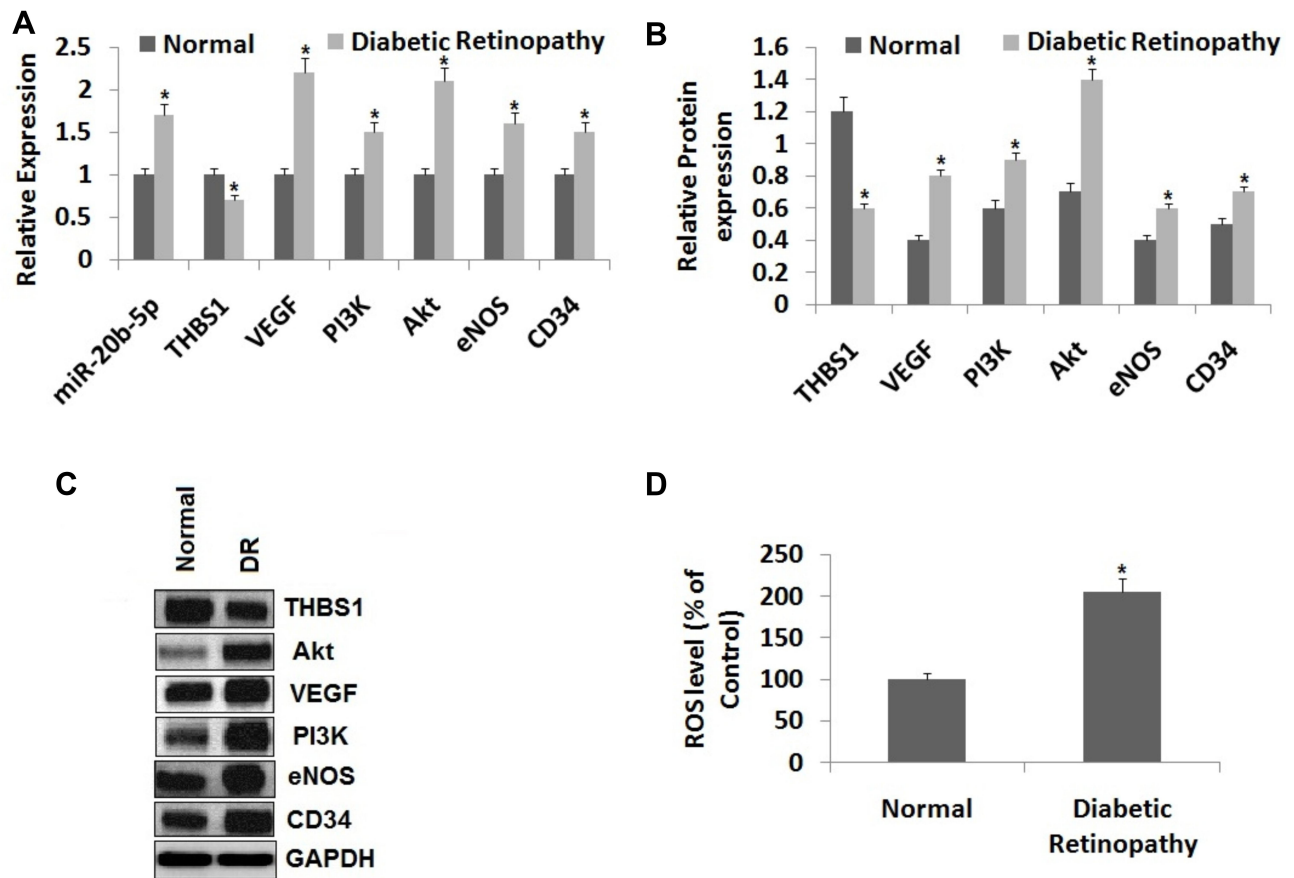 A
Normal
Diabetic Retinopathy
Relative Expression
2.5
2
1.5
1
0.5
0
*
*
*
*
*
*
*
miR-20b-5p
THBS1
VEGF
PI3K
Akt
eNOS
CD34
B
Normal
Diabetic Retinopathy
Relative Protein
expression
1.6
1.4
1.2
1
0.8
0.6
0.4
0.2
0
*
*
*
*
*
*
THBS1
VEGF
PI3K
Akt
eNOS
CD34
C
Normal
DR
THBS1
Akt
VEGF
PI3K
eNOS
CD34
GAPDH
D
ROS level (% of
Control)
250
200
150
100
50
0
*
Normal
Diabetic
Retinopathy